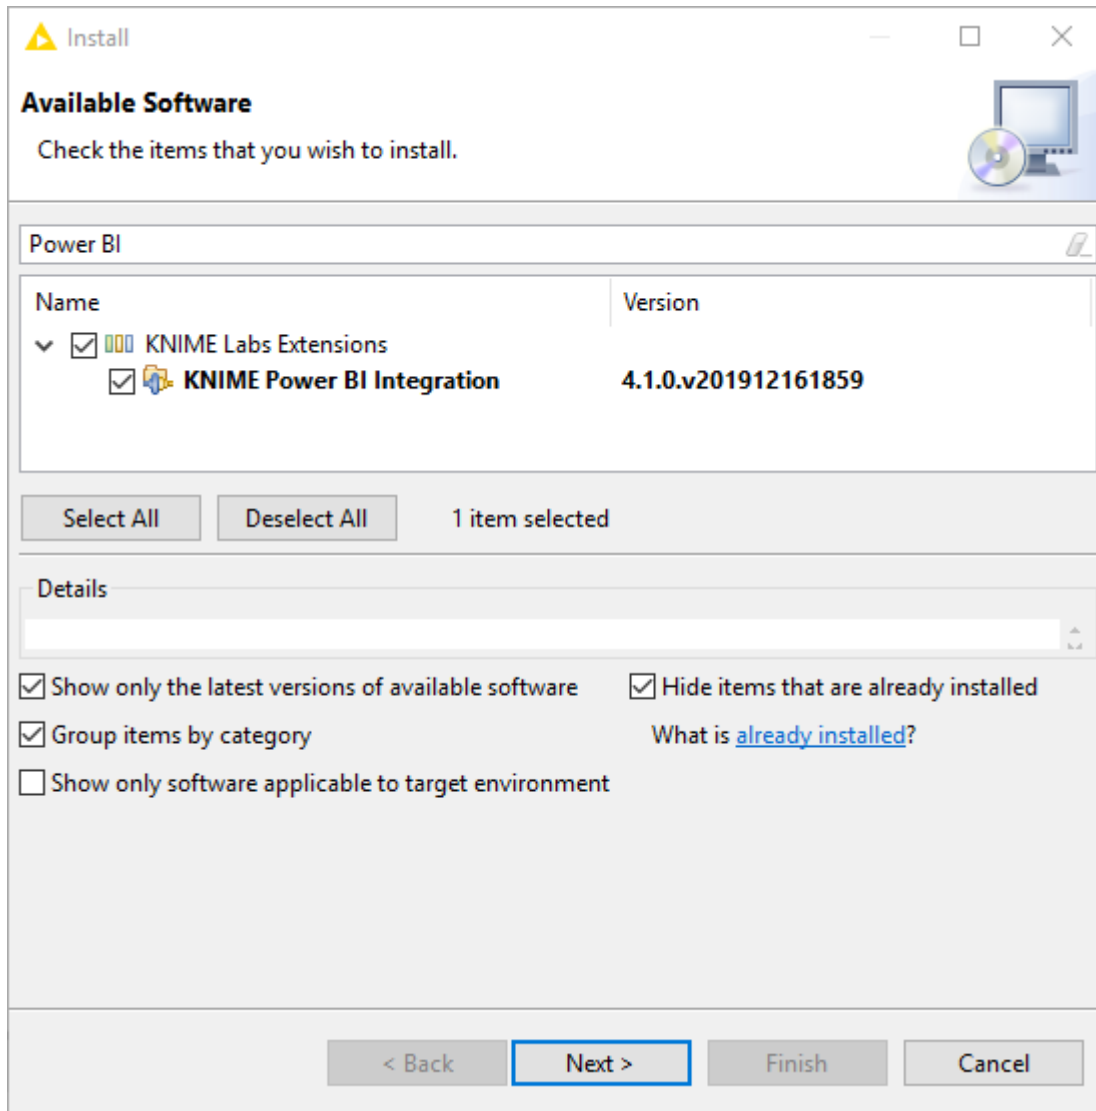 Install
Available Software
Check the items that you wish to install.
Power BI
Name Version
KNIME Labs Extensions
KNIME Power BI Integration 4.1.0.v201912161859
Select All Deselect All 1 item selected
Details
Show only the latest versions of available software Hide items that are already installed
Group items by category What is already installed?
Show only software applicable to target environment
< Back Next > Finish Cancel